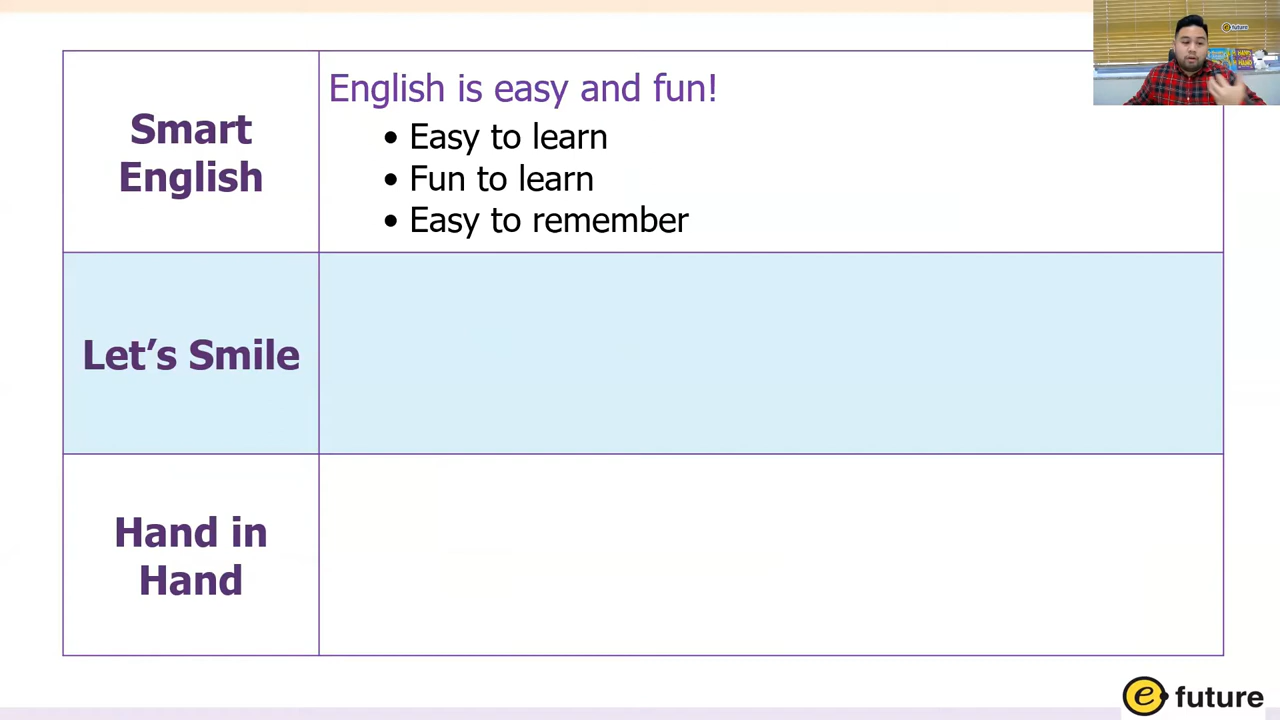 Smart
English
English is easy and fun!
• Easy to learn
• Fun to learn
• Easy to remember
Let’s Smile
Hand in
Hand
e future
e future